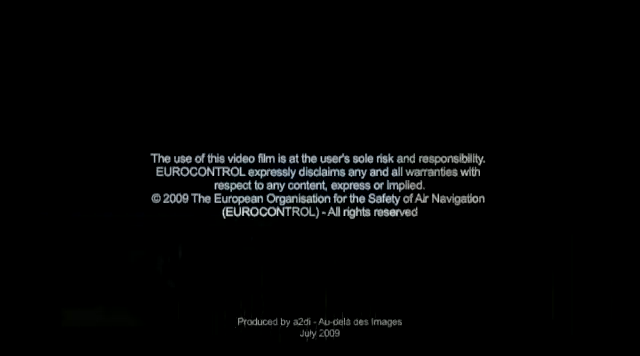 The use of this video film is at the user's sole risk and responsibility.
EUROCONTROL expressly disclaims any and all warranties with
respect to any content, express or implied.
© 2009 The European Organisation for the Safety of Air Navigation
(EUROCONTROL) - All rights reserved
Produced by a2di - Au-delà des Images
July 2009